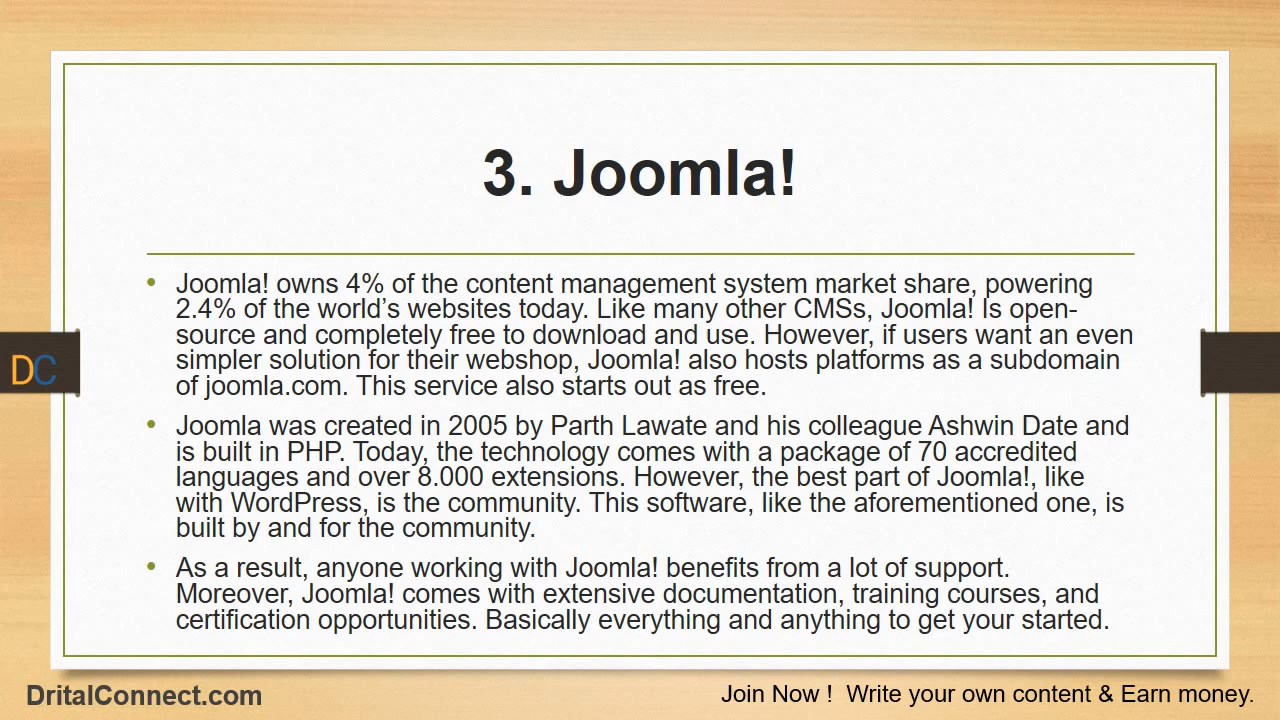 3. Joomla!
• Joomla! owns 4% of the content management system market share, powering
2.4% of the world’s websites today. Like many other CMSs, Joomla! Is open-
source and completely free to download and use. However, if users want an even
simpler solution for their webshop, Joomla! also hosts platforms as a subdomain
of joomla.com. This service also starts out as free.
• Joomla was created in 2005 by Parth Lawate and his colleague Ashwin Date and
is built in PHP. Today, the technology comes with a package of 70 accredited
languages and over 8.000 extensions. However, the best part of Joomla!, like
with WordPress, is the community. This software, like the aforementioned one, is
built by and for the community.
• As a result, anyone working with Joomla! benefits from a lot of support.
Moreover, Joomla! comes with extensive documentation, training courses, and
certification opportunities. Basically everything and anything to get your started.
DC
DritalConnect.com
Join Now ! Write your own content & Earn money.